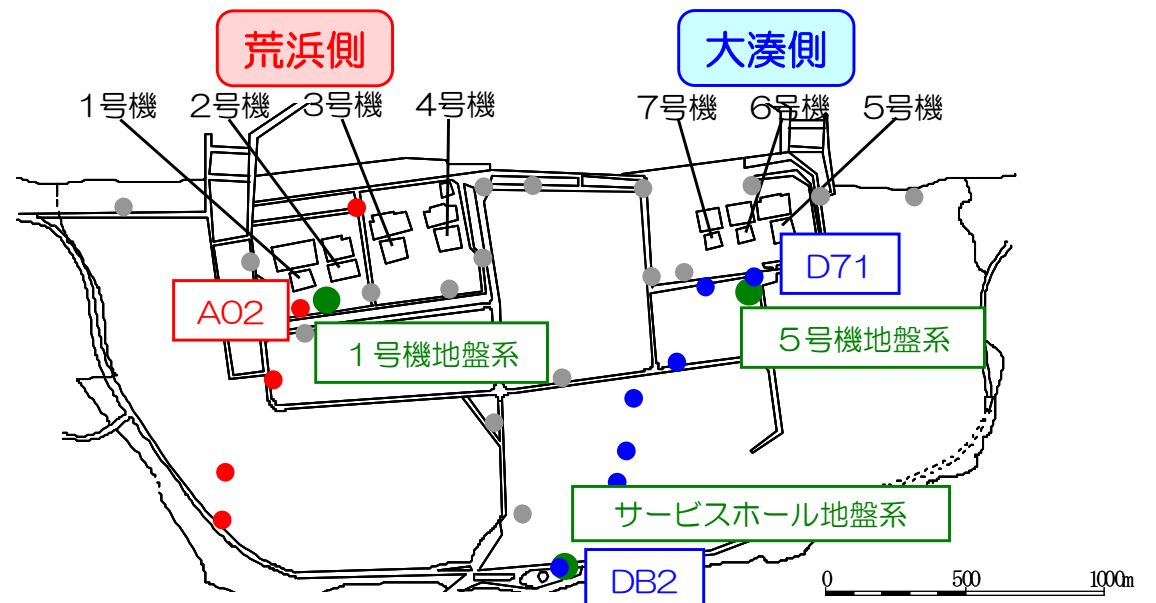 荒浜側
大湊側
1号機
2号機
3号機
4号機
7号機
6号機
5号機
D71
A02
1号機地盤系
5号機地盤系
サービスホール地盤系
DB2
0 500 1000m